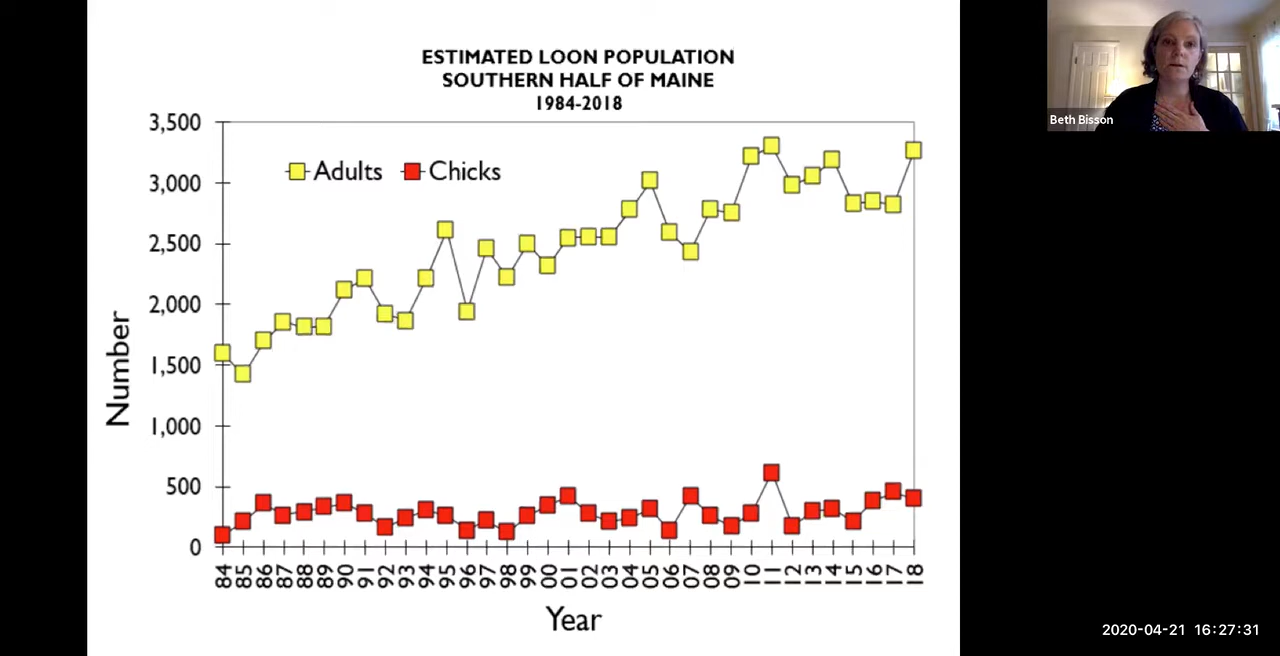 ESTIMATED LOON POPULATION
SOUTHERN HALF OF MAINE
1984-2018
Adults Chicks
3,500
3,000
2,500
2,000
1,500
1,000
500
0
Number
84 85 86 87 88 89 90 91 92 93 94 95 96 97 98 99 00 01 02 03 04 05 06 07 08 09 10 11 12 13 14 15 16 17 18
Year
Beth Bisson
2020-04-21 16:27:31